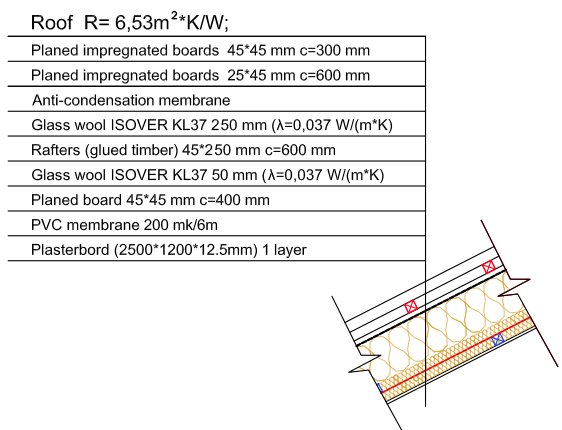 Roof R= 6,53m²*K/W;
Planed impregnated boards 45*45 mm c=300 mm
Planed impregnated boards 25*45 mm c=600 mm
Anti-condensation membrane
Glass wool ISOVER KL37 250 mm (λ=0,037 W/(m*K)
Rafters (glued timber) 45*250 mm c=600 mm
Glass wool ISOVER KL37 50 mm (λ=0,037 W/(m*K)
Planed board 45*45 mm c=400 mm
PVC membrane 200 mk/6m
Plasterbord (2500*1200*12.5mm) 1 layer